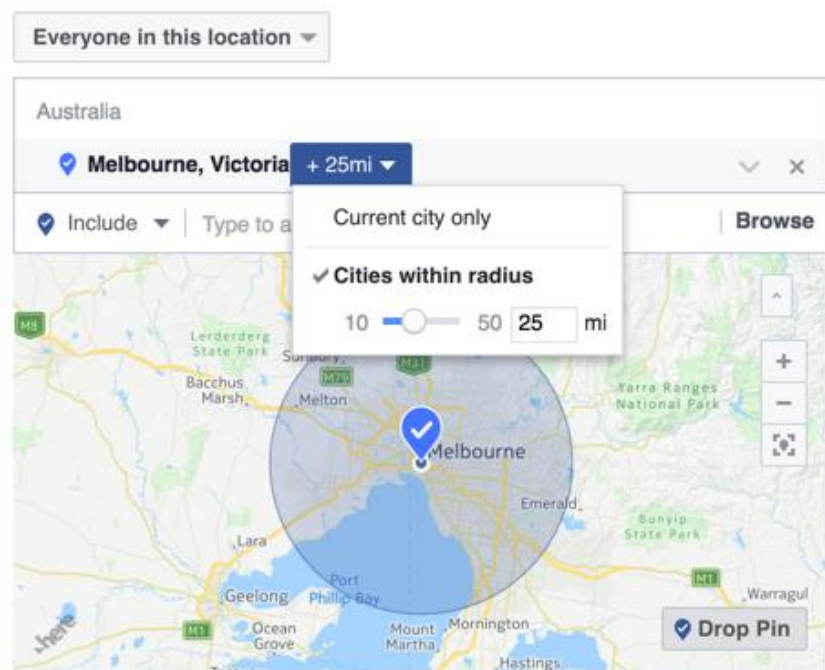 Everyone in this location
Australia
Melbourne, Victoria + 25mi
Include Type to a Browse
Current city only
Cities within radius
10 50 25 mi
M8
Lerderderg
State Park
Sunbury
M31
M79
Bacchus
Marsh
Melton
Yarra Ranges
National Park
Melbourne
Emerald
Bunyip
State Park
Lara
Port
Phillip Bay
Geelong
M1
Warragul
here
M1
Ocean
Grove
Mount
Martha
Mornington
Drop Pin
Hastings